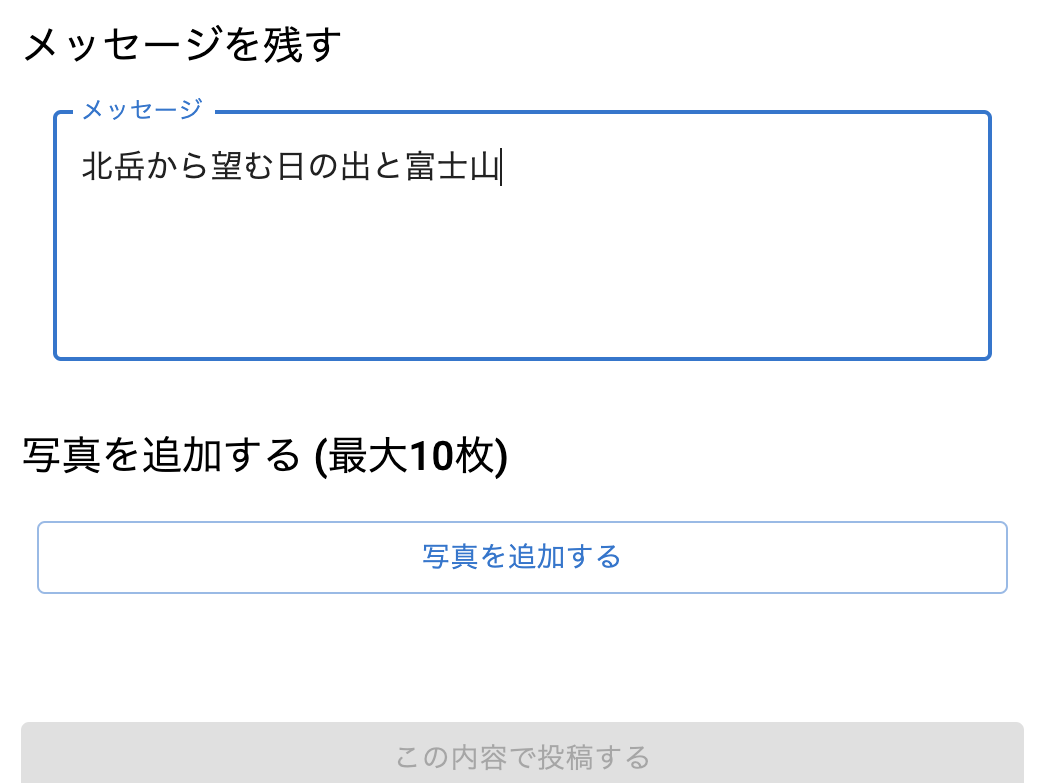 メッセージを残す
メッセージ
北岳から望む日の出と富士山
写真を追加する (最大10枚)
写真を追加する
この内容で投稿する